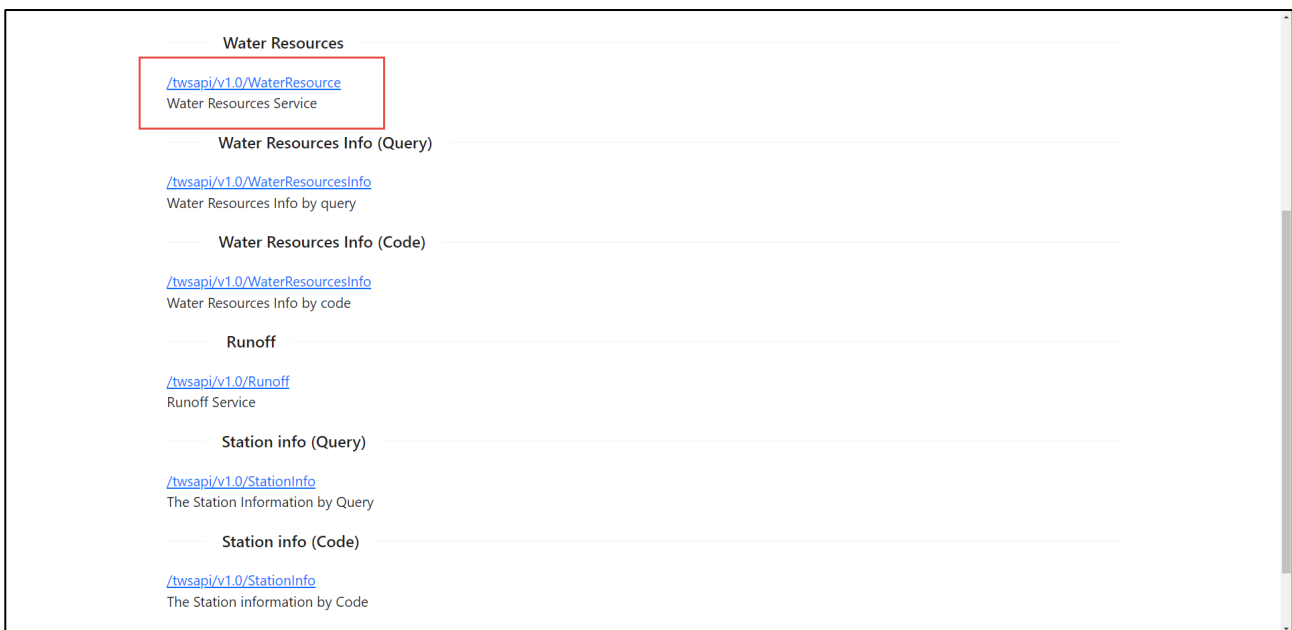 Water Resources
/twsapi/v1.0/WaterResource
Water Resources Service
Water Resources Info (Query)
/twsapi/v1.0/WaterResourcesInfo
Water Resources Info by query
Water Resources Info (Code)
/twsapi/v1.0/WaterResourcesInfo
Water Resources Info by code
Runoff
/twsapi/v1.0/Runoff
Runoff Service
Station info (Query)
/twsapi/v1.0/StationInfo
The Station Information by Query
Station info (Code)
/twsapi/v1.0/StationInfo
The Station information by Code